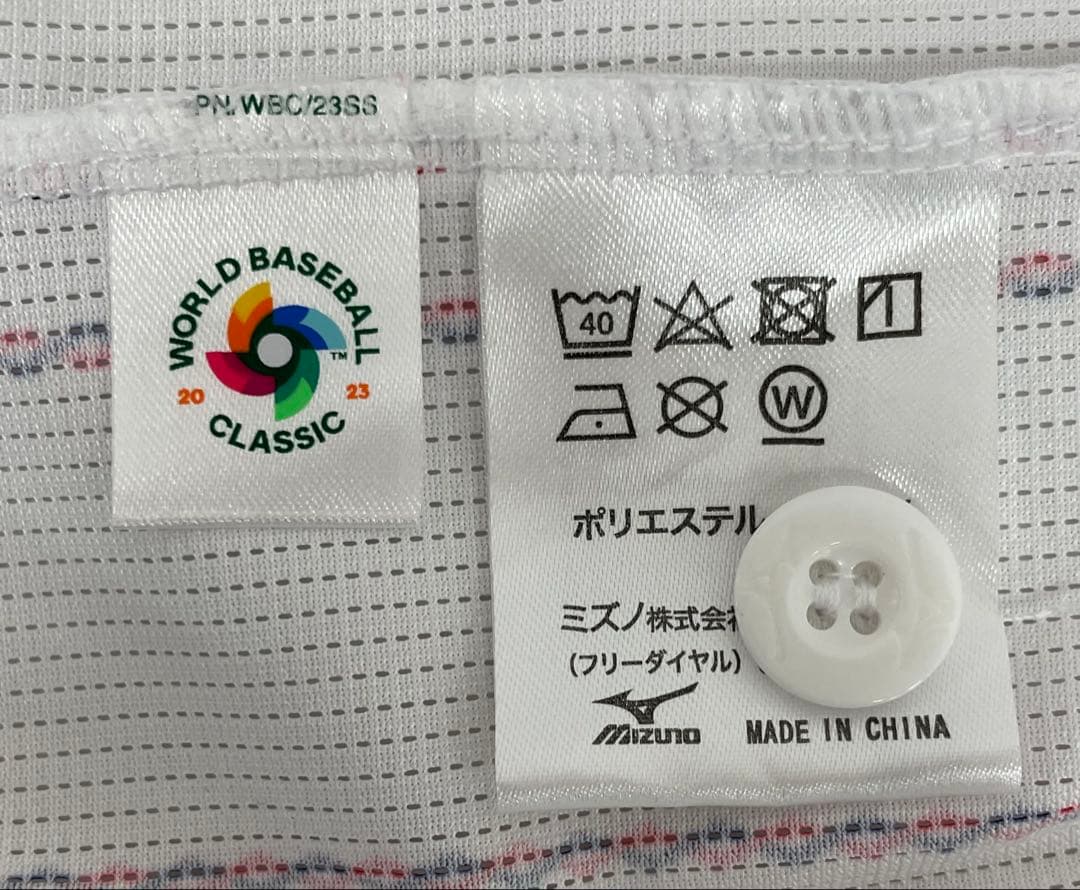 PN.WBC/23SS
WORLD BASEBALL
TM
20 23
CLASSIC
40
W
ポリエステル
ミズノ株式会社
(フリーダイヤル)
MIZUNO
MADE IN CHINA